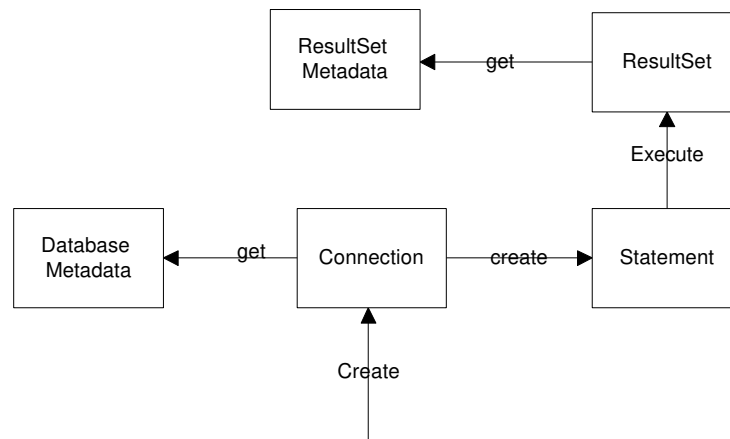 ResultSet
Metadata
get
ResultSet
Execute
Database
Metadata
get
Connection
create
Statement
Create